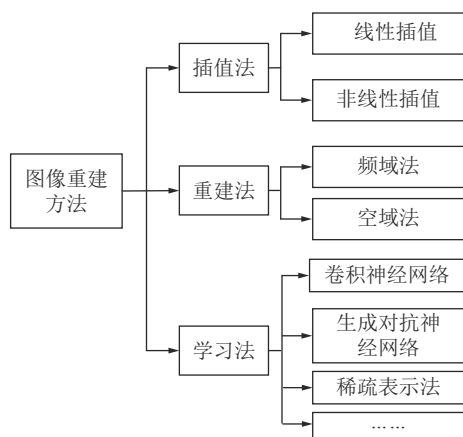 线性插值
插值法
非线性插值
图像重建
方法
频域法
重建法
空域法
卷积神经网络
生成对抗神
经网络
学习法
稀疏表示法
……